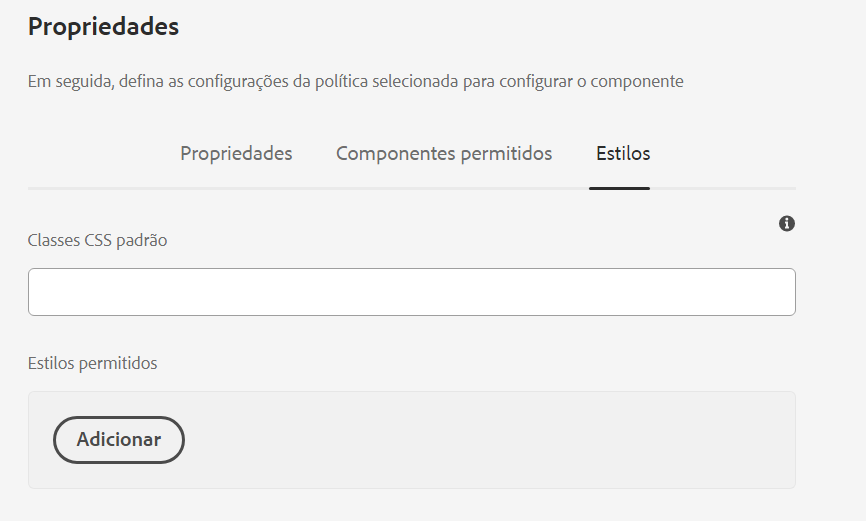 Propriedades
Em seguida, defina as configurações da política selecionada para configurar o componente
Propriedades Componentes permitidos Estilos
Classes CSS padrão
Estilos permitidos
Adicionar